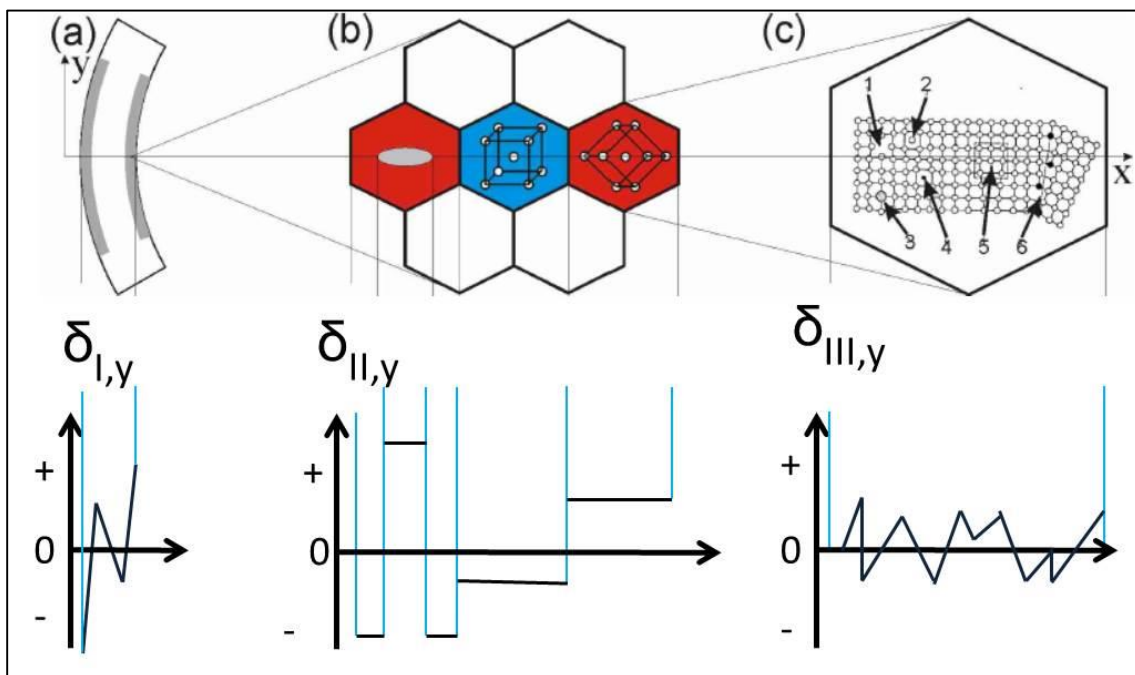 (a) (b) (c)
y
1 2
x
3 4 5 6
δI,y δII,y δIII,y
+ + +
0 0 0
- - -